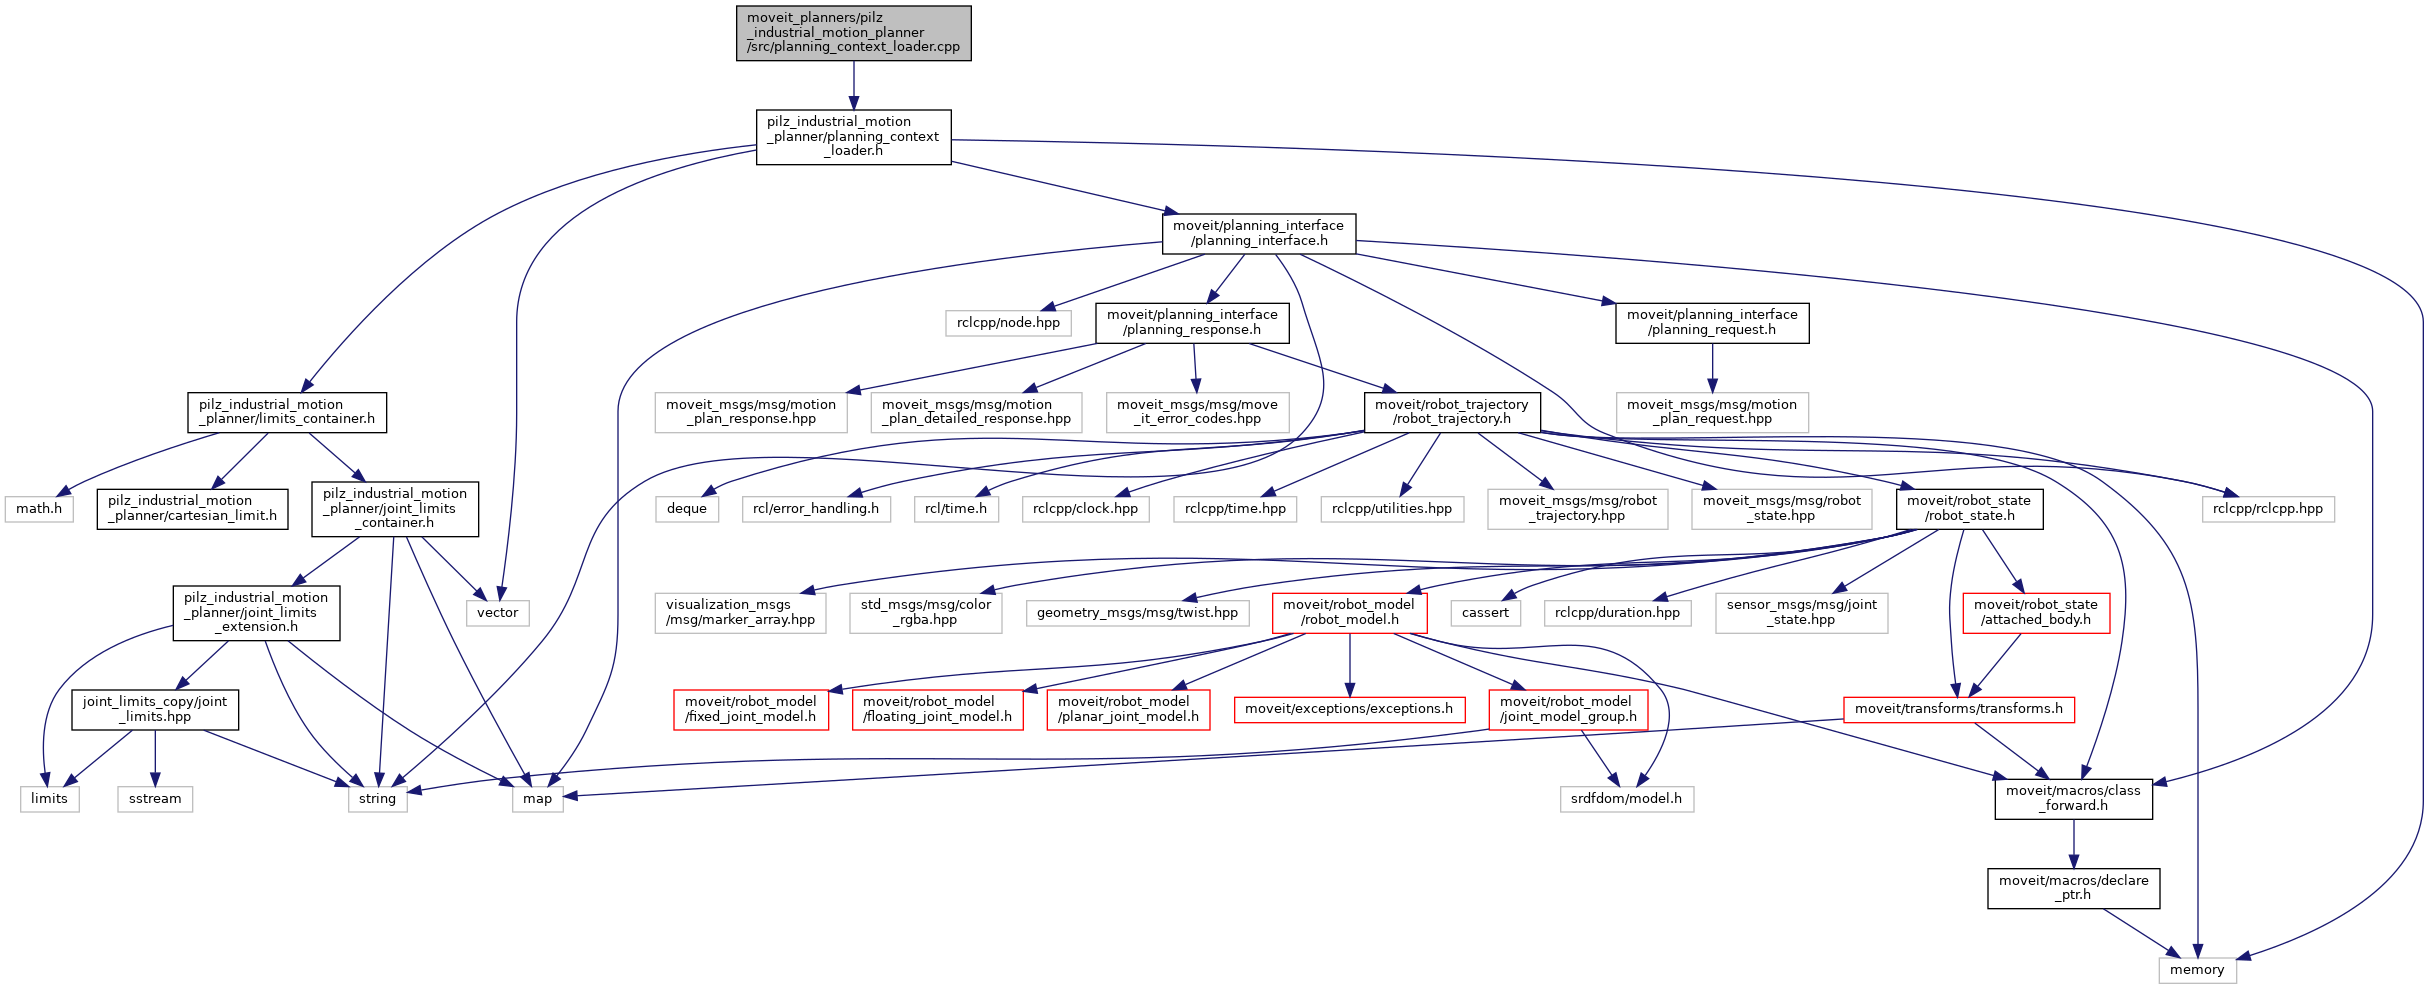 moveit_planners/pilz
_industrial_motion_planner
/src/planning_context_loader.cpp
pilz_industrial_motion
_planner/planning_context
_loader.h
moveit/planning_interface
/planning_interface.h
rclcpp/node.hpp
moveit/planning_interface
/planning_response.h
moveit/planning_interface
/planning_request.h
pilz_industrial_motion
_planner/limits_container.h
moveit_msgs/msg/motion
_plan_response.hpp
moveit_msgs/msg/motion
_plan_detailed_response.hpp
moveit_msgs/msg/move
_it_error_codes.hpp
moveit/robot_trajectory
/robot_trajectory.h
moveit_msgs/msg/motion
_plan_request.hpp
math.h
pilz_industrial_motion
_planner/cartesian_limit.h
pilz_industrial_motion
_planner/joint_limits
_container.h
deque
rcl/error_handling.h
rcl/time.h
rclcpp/clock.hpp
rclcpp/time.hpp
rclcpp/utilities.hpp
moveit_msgs/msg/robot
_trajectory.hpp
moveit_msgs/msg/robot
_state.hpp
moveit/robot_state
/robot_state.h
rclcpp/rclcpp.hpp
pilz_industrial_motion
_planner/joint_limits
_extension.h
vector
visualization_msgs
/msg/marker_array.hpp
std_msgs/msg/color
_rgba.hpp
geometry_msgs/msg/twist.hpp
moveit/robot_model
/robot_model.h
cassert
rclcpp/duration.hpp
sensor_msgs/msg/joint
_state.hpp
moveit/robot_state
/attached_body.h
joint_limits_copy/joint
_limits.hpp
moveit/robot_model
/fixed_joint_model.h
moveit/robot_model
/floating_joint_model.h
moveit/robot_model
/planar_joint_model.h
moveit/exceptions/exceptions.h
moveit/robot_model
/joint_model_group.h
moveit/transforms/transforms.h
limits
sstream
string
map
srdfdom/model.h
moveit/macros/class
_forward.h
moveit/macros/declare
_ptr.h
memory